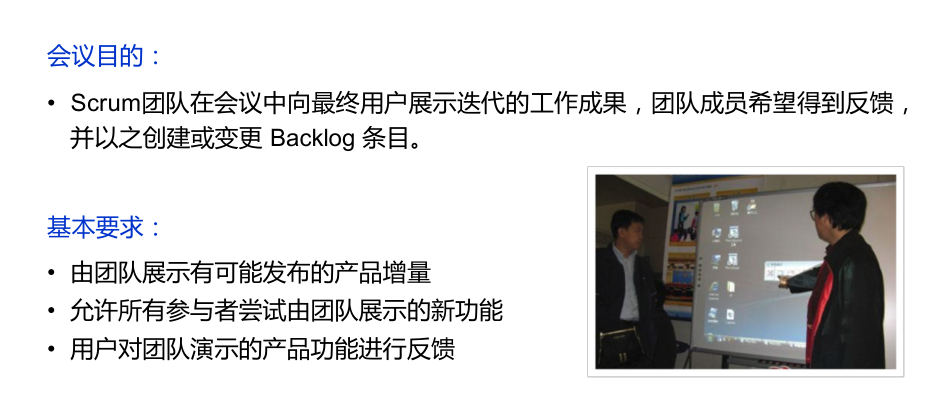 会议目的：
• Scrum团队在会议中向最终用户展示迭代的工作成果，团队成员希望得到反馈，
并以之创建或变更 Backlog 条目。
基本要求：
• 由团队展示有可能发布的产品增量
• 允许所有参与者尝试由团队展示的新功能
• 用户对团队演示的产品功能进行反馈